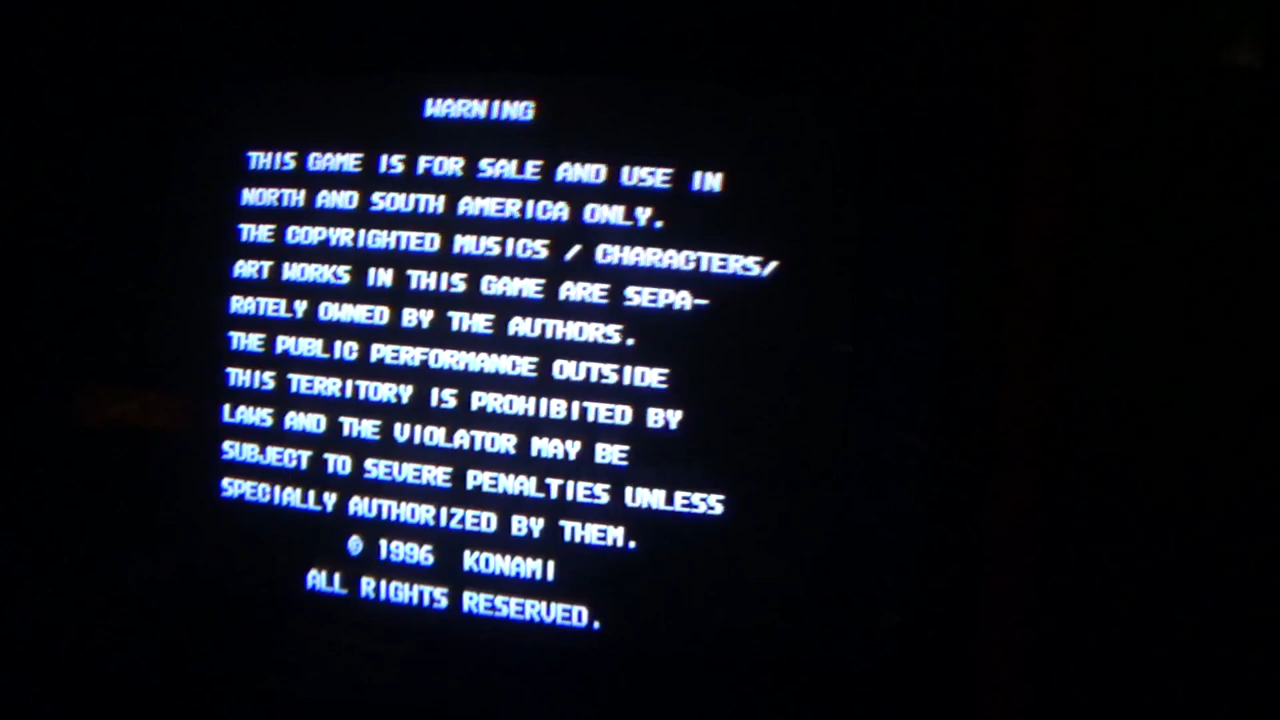 WARNING
THIS GAME IS FOR SALE AND USE IN
NORTH AND SOUTH AMERICA ONLY.
THE COPYRIGHTED MUSICS / CHARACTERS/
ART WORKS IN THIS GAME ARE SEPA-
RATELY OWNED BY THE AUTHORS.
THE PUBLIC PERFORMANCE OUTSIDE
THIS TERRITORY IS PROHIBITED BY
LAWS AND THE VIOLATOR MAY BE
SUBJECT TO SEVERE PENALTIES UNLESS
SPECIALLY AUTHORIZED BY THEM.
© 1996 KONAMI
ALL RIGHTS RESERVED.